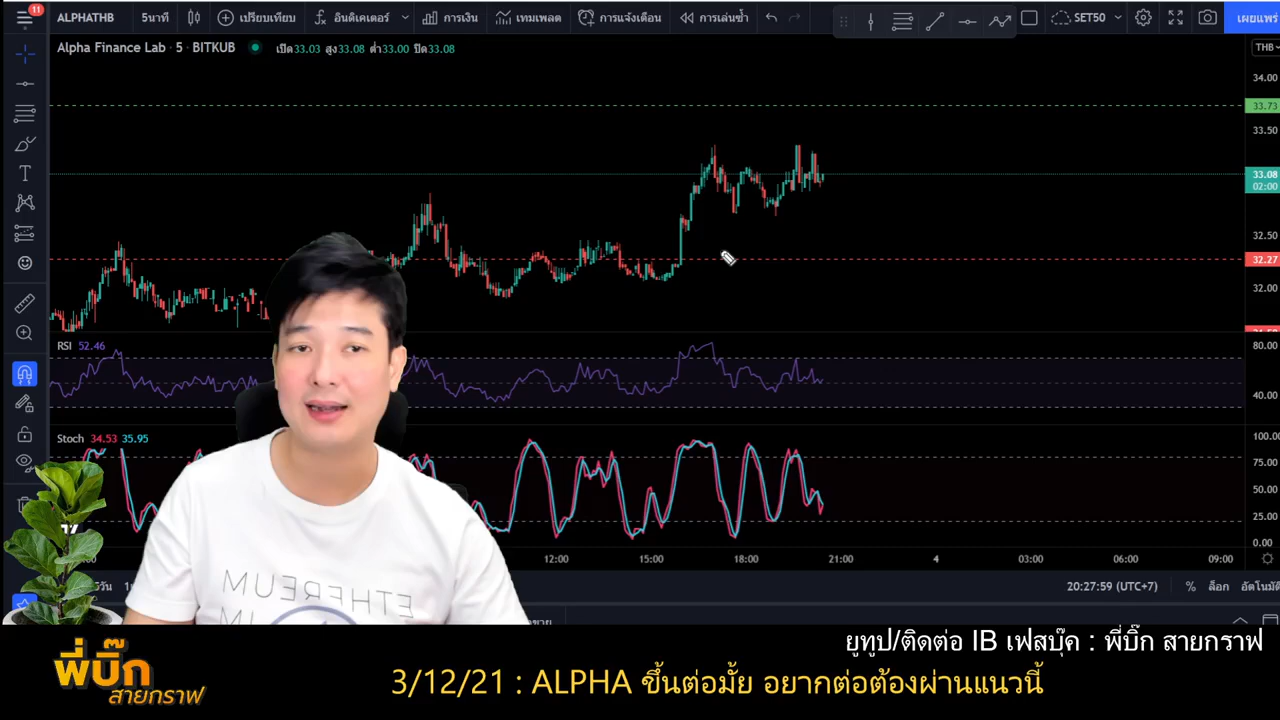 11
ALPHATHB
5นาที
เปรียบเทียบ
อินดิเคเตอร์
การเงิน
เทมเพลต
การแจ้งเตือน
การเล่นซ้ำ
SET50
เผยแพร่
Alpha Finance Lab · 5 · BITKUB
เปิด33.03 สูง33.08 ต่ำ33.00 ปิด33.08
THB
34.00
33.73
33.50
33.08
02:00
32.50
32.27
32.00
RSI 52.46
80.00
40.00
Stoch 34.53 35.95
100.00
75.00
50.00
25.00
0.00
12:00
15:00
18:00
21:00
4
03:00
06:00
09:00
20:27:59 (UTC+7)
%
ล็อก
อัตโนมัติ
ETHEREUM
ยูทูป/ติดต่อ IB เฟสบุ๊ค : พี่บิ๊ก สายกราฟ
พี่บิ๊ก
สายกราฟ
3/12/21 : ALPHA ขึ้นต่อมั้ย อยากต่อต้องผ่านแนวนี้